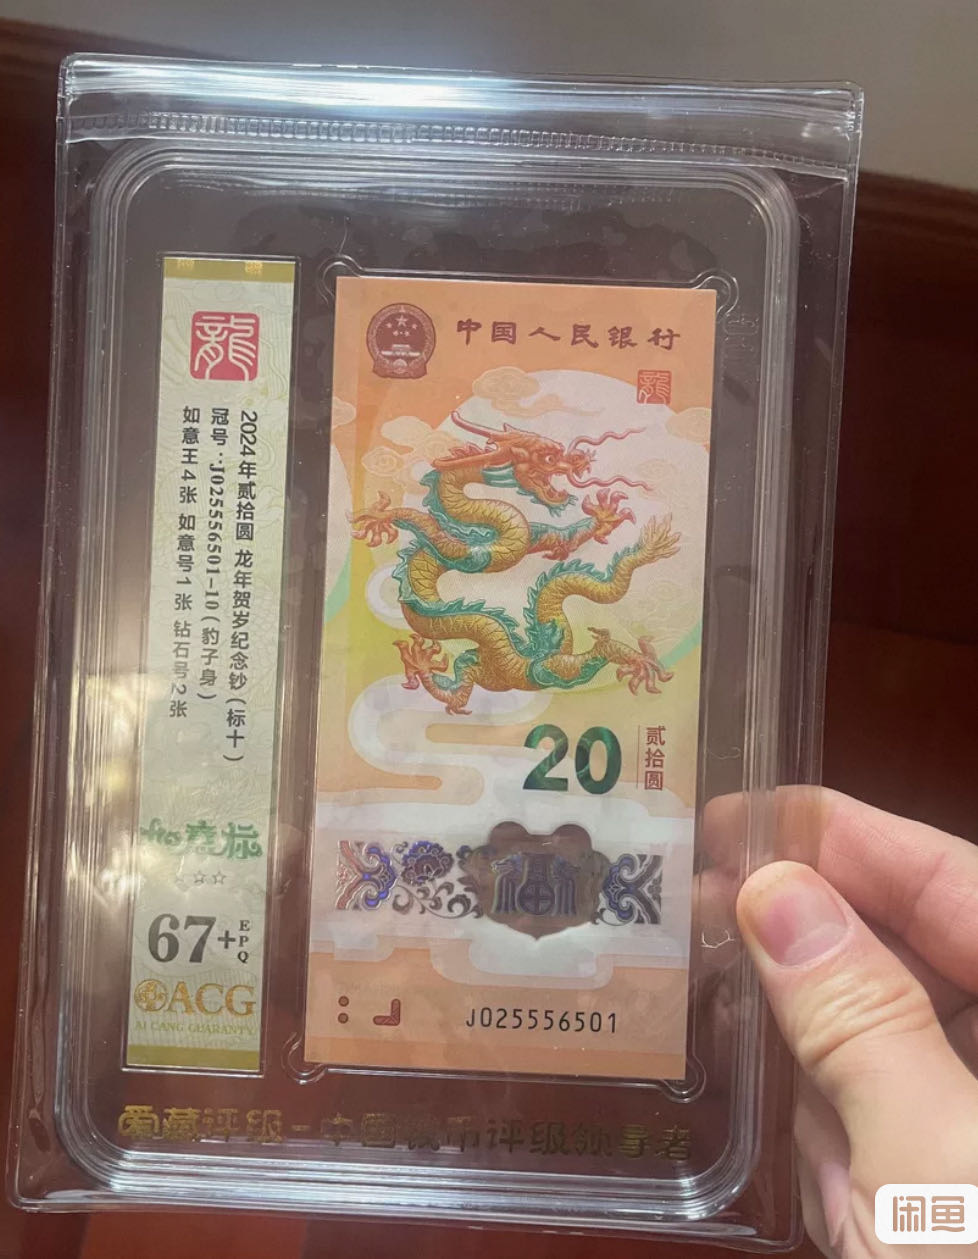 龍
2024年贰拾圆 龙年贺岁纪念钞(标十)
冠号:J025556501-10(豹子身)
如意王4张 如意号1张 钻石号2张
☆☆☆
67+
EPQ
ACG
AI CANG GUARANTY
中国人民银行
龍
20
贰拾圆
福
J025556501
爱藏评级-中国钱币评级领导者
闲鱼